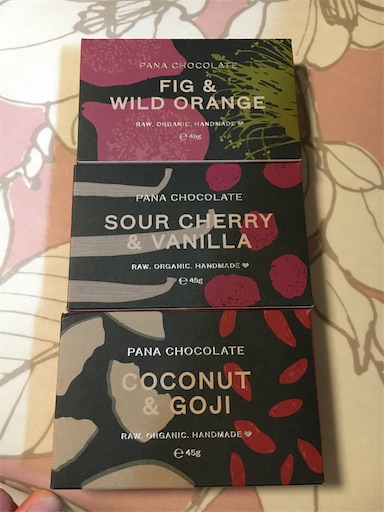 PANA CHOCOLATE
FIG &
WILD ORANGE
RAW. ORGANIC. HANDMADE ♥
℮ 45g
PANA CHOCOLATE
SOUR CHERRY
& VANILLA
RAW. ORGANIC. HANDMADE ♥
℮ 45g
PANA CHOCOLATE
COCONUT
& GOJI
RAW. ORGANIC. HANDMADE ♥
℮ 45g